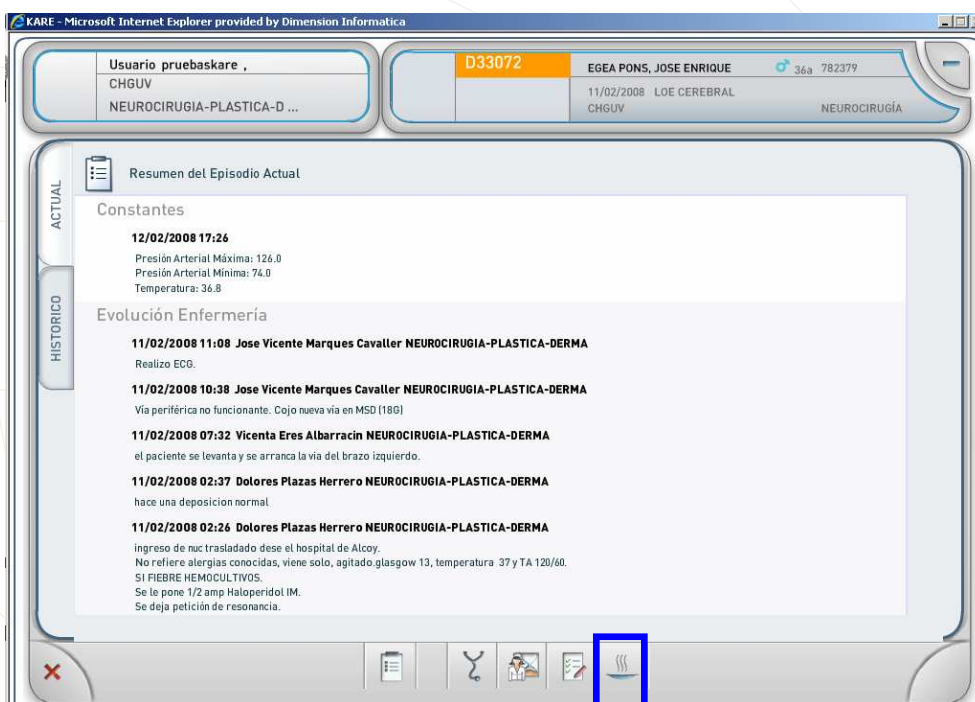 KARE - Microsoft Internet Explorer provided by Dimension Informatica
Usuario pruebaskare ,
CHGUV
NEUROCIRUGIA-PLASTICA-D ...
D33072
EGEA PONS, JOSE ENRIQUE 36a 782379
11/02/2008 LOE CEREBRAL
CHGUV NEUROCIRUGÍA
ACTUAL
HISTORICO
Resumen del Episodio Actual
Constantes
12/02/2008 17:26
Presión Arterial Máxima: 126.0
Presión Arterial Mínima: 74.0
Temperatura: 36.8
Evolución Enfermería
11/02/2008 11:08 Jose Vicente Marques Cavaller NEUROCIRUGIA-PLASTICA-DERMA
Realizo ECG.
11/02/2008 10:38 Jose Vicente Marques Cavaller NEUROCIRUGIA-PLASTICA-DERMA
Vía periférica no funcionante. Cojo nueva vía en MSD (18G)
11/02/2008 07:32 Vicenta Eres Albarracin NEUROCIRUGIA-PLASTICA-DERMA
el paciente se levanta y se arranca la via del brazo izquierdo.
11/02/2008 02:37 Dolores Plazas Herrero NEUROCIRUGIA-PLASTICA-DERMA
hace una deposicion normal
11/02/2008 02:26 Dolores Plazas Herrero NEUROCIRUGIA-PLASTICA-DERMA
ingreso de nuc trasladado dese el hospital de Alcoy.
No refiere alergias conocidas, viene solo, agitado.glasgow 13, temperatura 37 y TA 120/60.
SI FIEBRE HEMOCULTIVOS.
Se le pone 1/2 amp Haloperidol IM.
Se deja petición de resonancia.